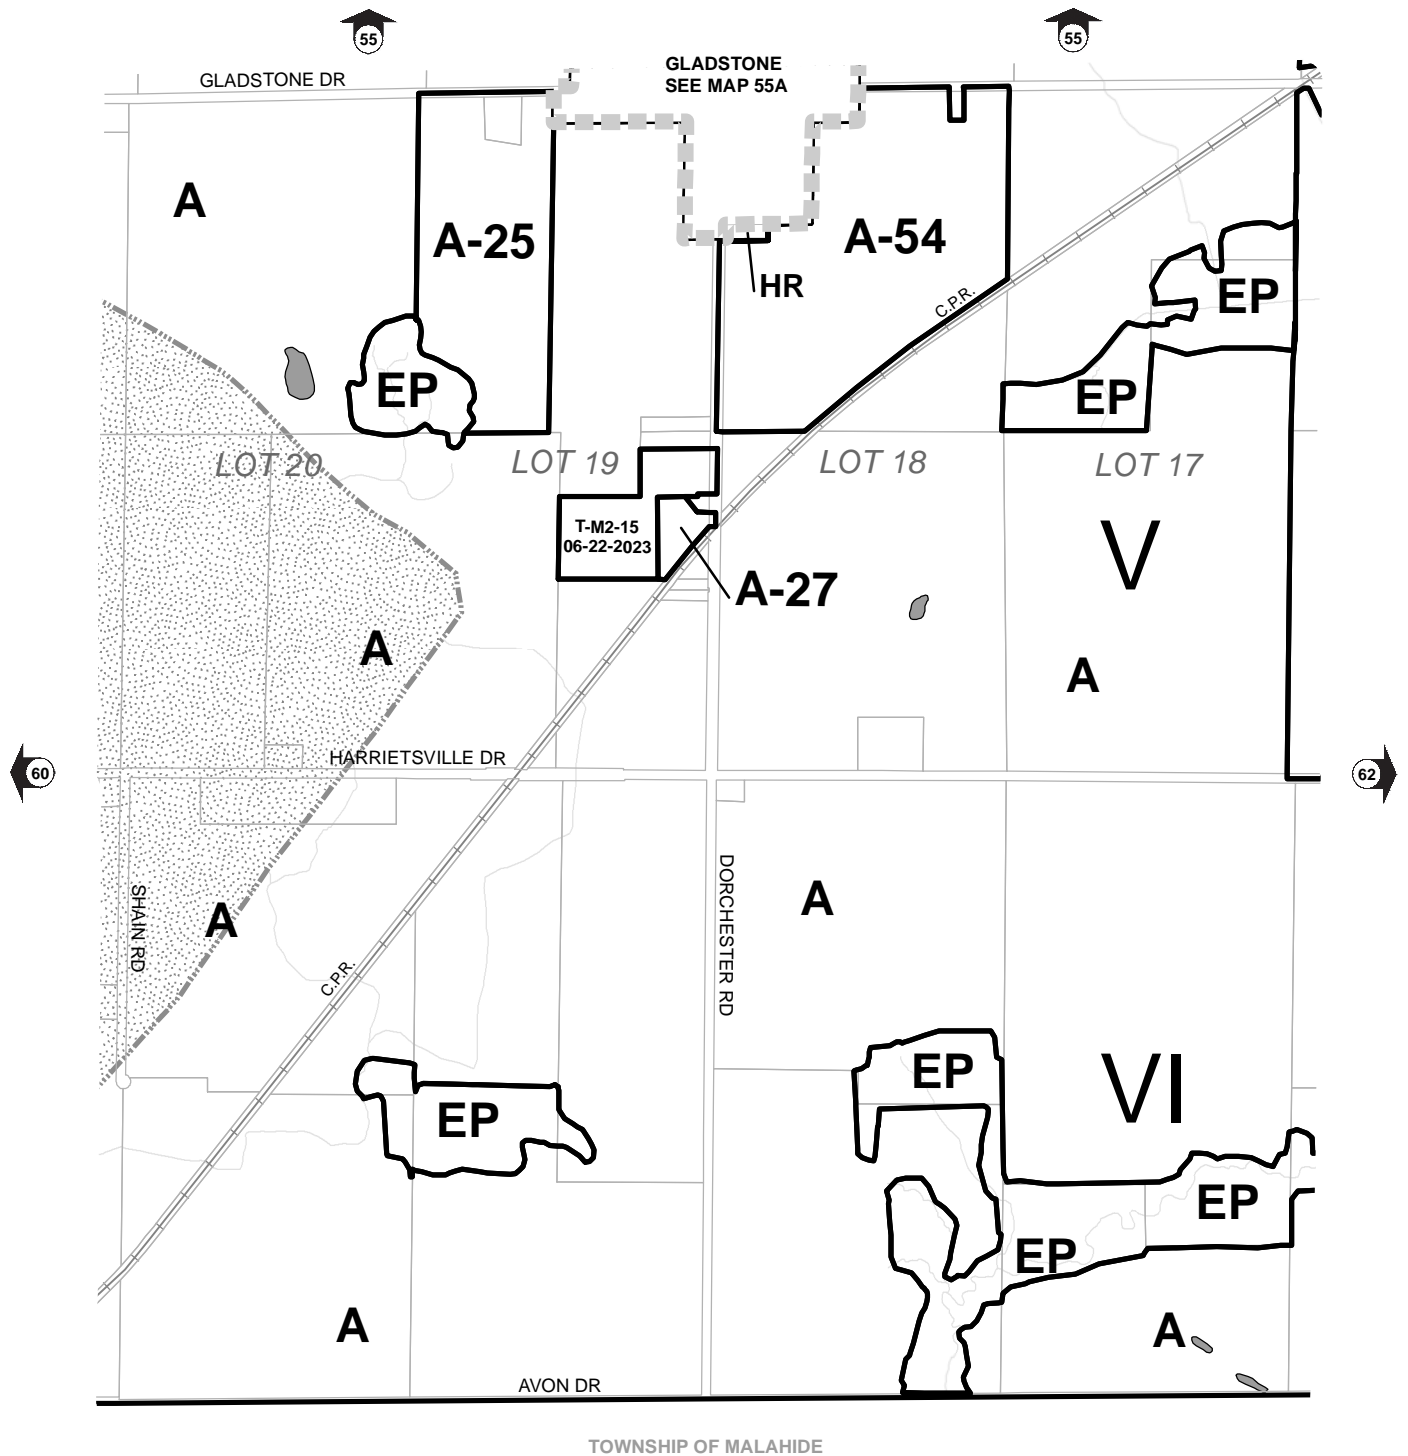 55
55
GLADSTONE
SEE MAP 55A
GLADSTONE DR
A
A-25
A-54
HR
EP
C.P.R.
EP
EP
LOT 20
LOT 19
LOT 18
LOT 17
T-M2-15
06-22-2023
V
A-27
A
A
HARRIETSVILLE DR
60
62
SHAIN RD
A
DORCHESTER RD
A
C.P.R.
EP
EP
VI
EP
EP
A
A
AVON DR
TOWNSHIP OF MALAHIDE